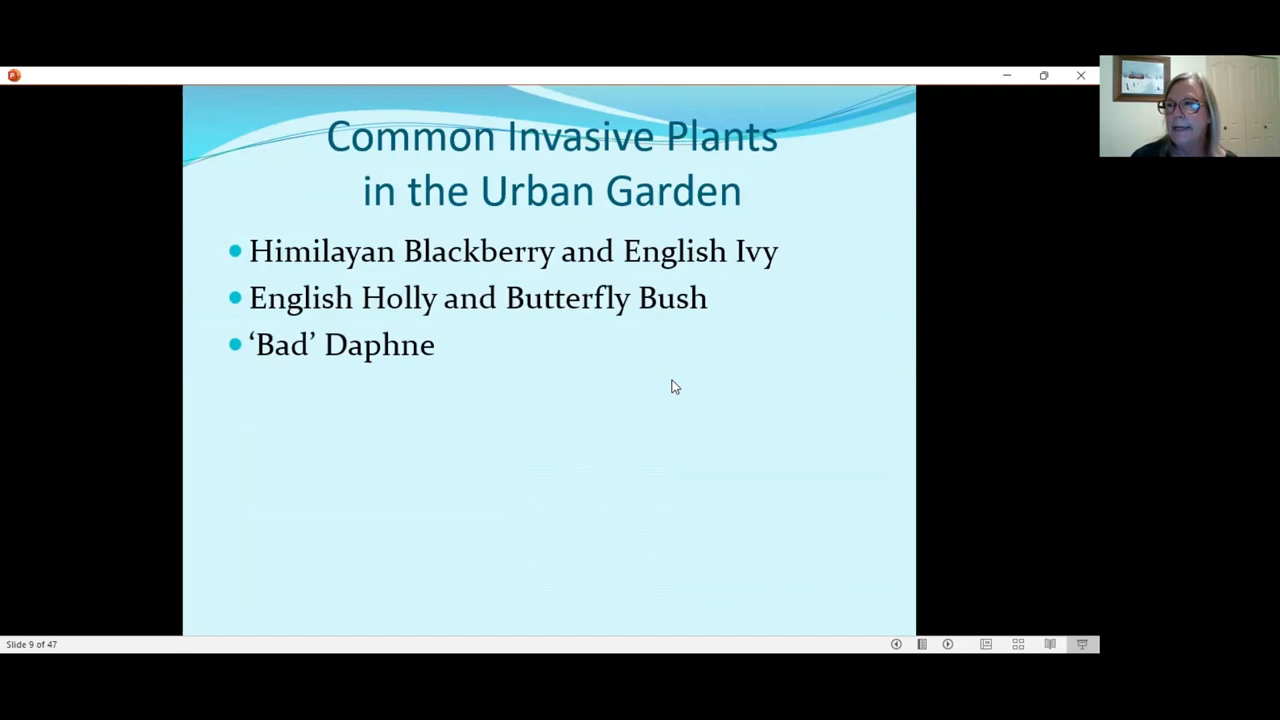 Common Invasive Plants
in the Urban Garden
Himilayan Blackberry and English Ivy
English Holly and Butterfly Bush
‘Bad’ Daphne
Slide 9 of 47